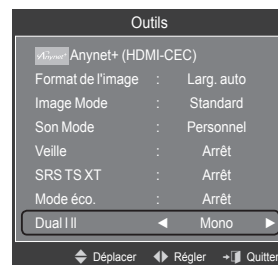 Outils
Anynet+ Anynet+ (HDMI-CEC)
Format de l'image : Larg. auto
Image Mode : Standard
Son Mode : Personnel
Veille : Arrêt
SRS TS XT : Arrêt
Mode éco. : Arrêt
Dual I II ◄ Mono ►
Déplacer Régler Quitter